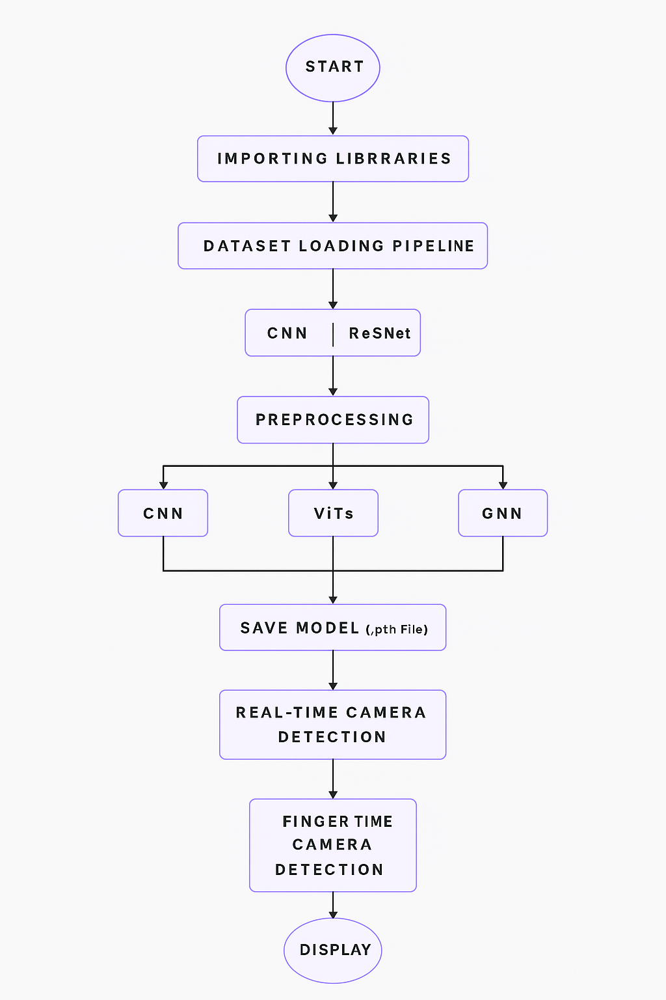 START
IMPORTING LIBRRARIES
DATASET LOADING PIPELINE
CNN | ReSNet
PREPROCESSING
CNN
ViTs
GNN
SAVE MODEL (,pth File)
REAL-TIME CAMERA
DETECTION
FINGER TIME
CAMERA
DETECTION
DISPLAY